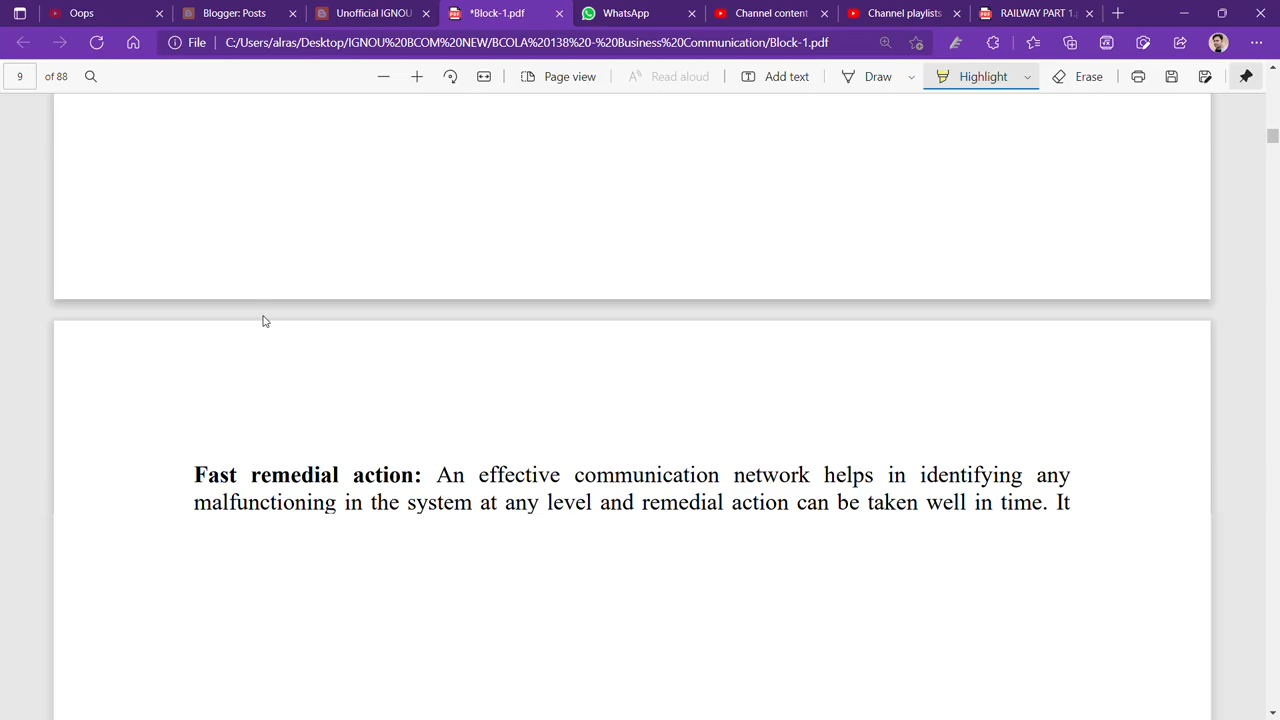 Oops
Blogger: Posts
Unofficial IGNOU
*Block-1.pdf
WhatsApp
Channel content
Channel playlists
RAILWAY PART 1.
File
C:/Users/alras/Desktop/IGNOU%20BCOM%20NEW/BCOLA%20138%20-%20Business%20Communication/Block-1.pdf
9 of 88
Page view
Read aloud
Add text
Draw
Highlight
Erase
Fast remedial action: An effective communication network helps in identifying any
malfunctioning in the system at any level and remedial action can be taken well in time. It